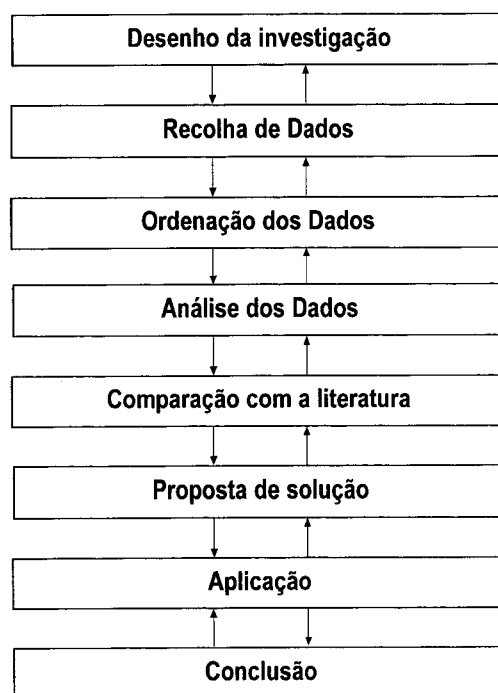 Desenho da investigação
Recolha de Dados
Ordenação dos Dados
Análise dos Dados
Comparação com a literatura
Proposta de solução
Aplicação
Conclusão